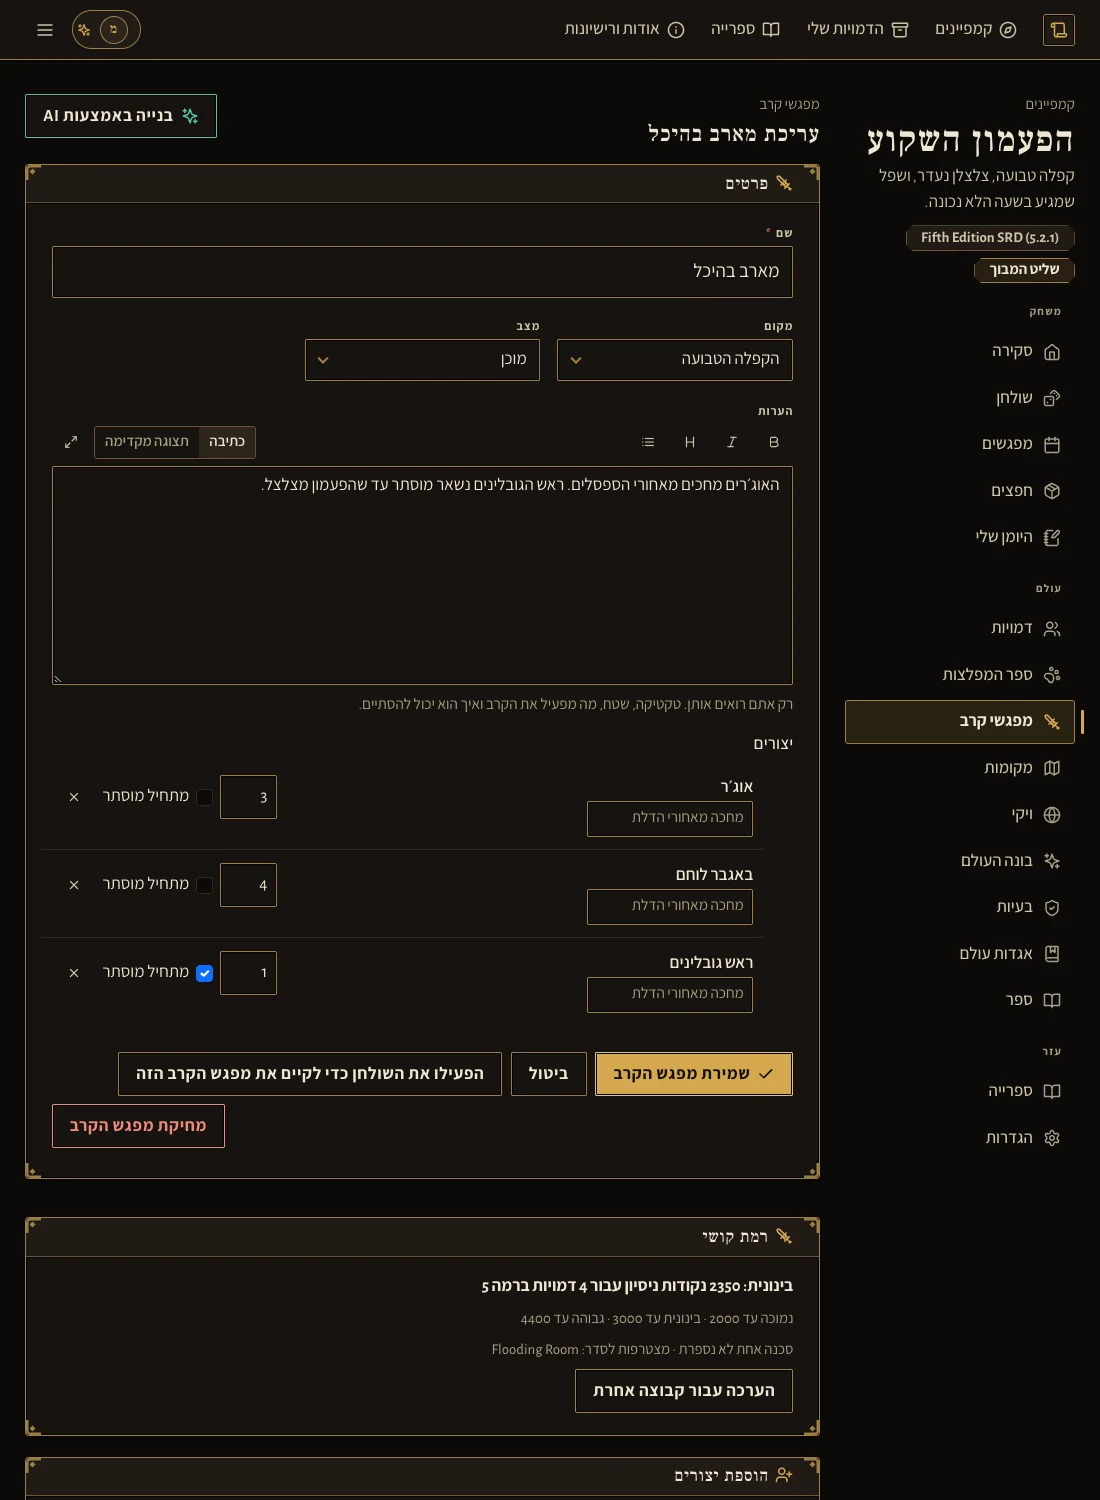 קמפיינים
הדמויות שלי
ספרייה
אודות ורישיונות
מ
קמפיינים
הפעמון השקוע
קפלה טבועה, צלצלן נעדר, ושפל
שמגיע בשעה הלא נכונה.
Fifth Edition SRD (5.2.1)
שליט המבוך
משחק
סקירה
שולחן
מפגשים
חפצים
היומן שלי
עולם
דמויות
ספר המפלצות
מפגשי קרב
מקומות
ויקי
בונה העולם
בעיות
אגדות עולם
ספר
עזר
ספרייה
הגדרות
מפגשי קרב
עריכת מארב בהיכל
בנייה באמצעות AI
פרטים
שם *
מארב בהיכל
מקום
מצב
הקפלה הטבועה
מוכן
הערות
B I H
כתיבה
תצוגה מקדימה
האוג׳רים מחכים מאחורי הספסלים. ראש הגובלינים נשאר מוסתר עד שהפעמון מצלצל.
רק אתם רואים אותן. טקטיקה, שטח, מה מפעיל את הקרב ואיך הוא יכול להסתיים.
יצורים
אוג׳ר
מחכה מאחורי הדלת
3
מתחיל מוסתר
באגבר לוחם
מחכה מאחורי הדלת
4
מתחיל מוסתר
ראש גובלינים
מחכה מאחורי הדלת
1
מתחיל מוסתר
שמירת מפגש הקרב
ביטול
הפעילו את השולחן כדי לקיים את מפגש הקרב הזה
מחיקת מפגש הקרב
רמת קושי
בינונית: 2350 נקודות ניסיון עבור 4 דמויות ברמה 5
נמוכה עד 2000 · בינונית עד 3000 · גבוהה עד 4400
סכנה אחת לא נספרת · מצטרפות לסדר: Flooding Room
הערכה עבור קבוצה אחרת
הוספת יצורים